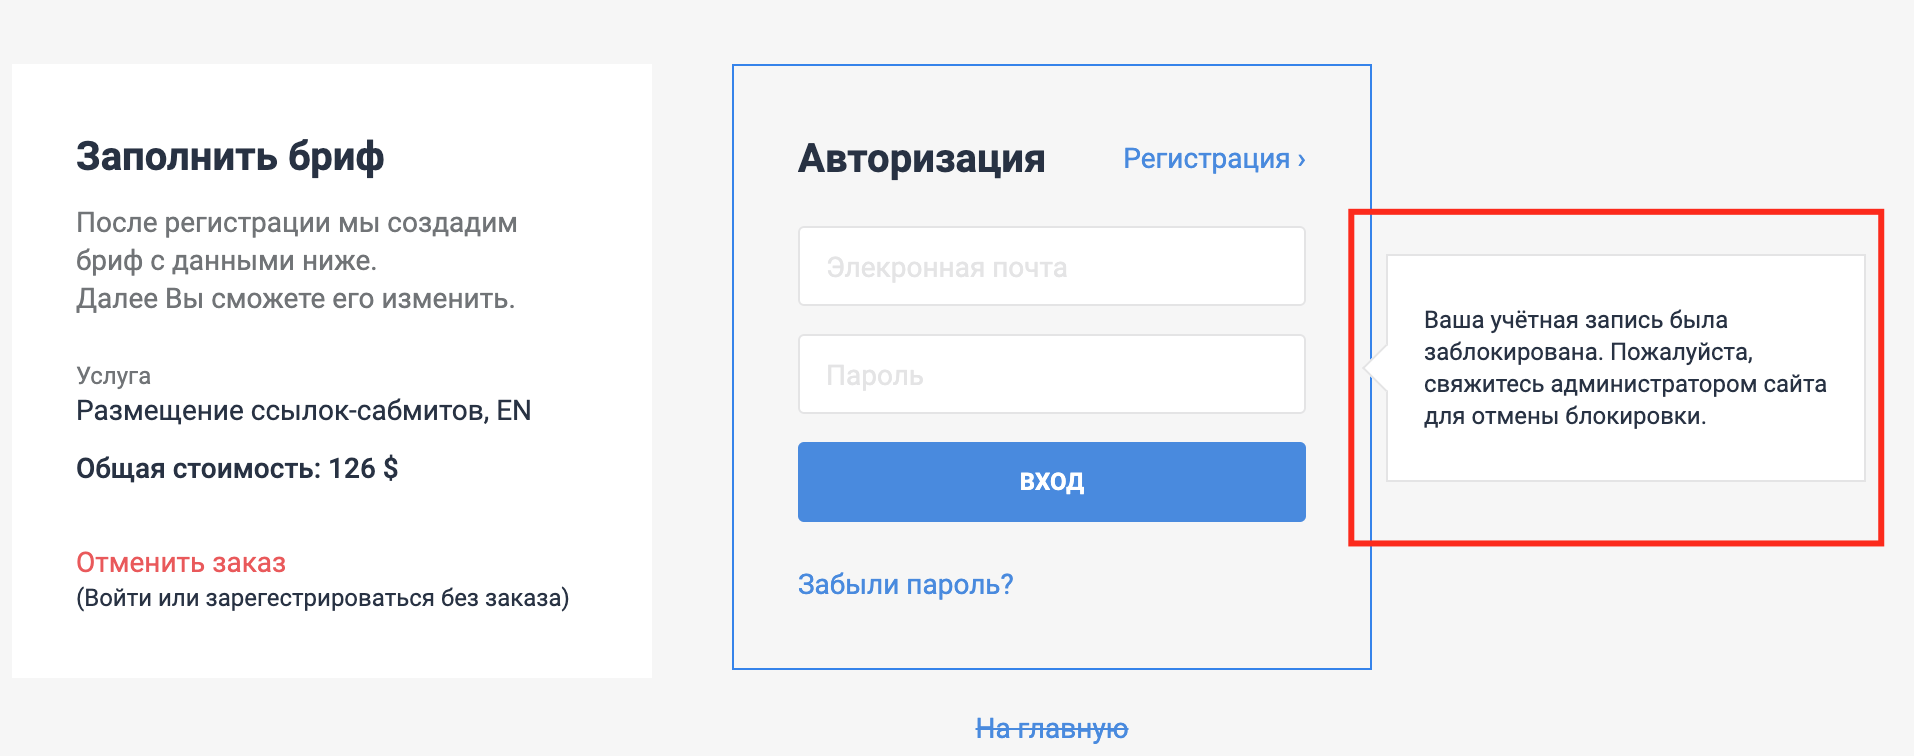 Заполнить бриф
После регистрации мы создадим
бриф с данными ниже.
Далее Вы сможете его изменить.
Услуга
Размещение ссылок-сабмитов, EN
Общая стоимость: 126 $
Отменить заказ
(Войти или зарегестрироваться без заказа)
Авторизация
Регистрация ›
Элекронная почта
Пароль
ВХОД
Забыли пароль?
Ваша учётная запись была
заблокирована. Пожалуйста,
свяжитесь администратором сайта
для отмены блокировки.
На главную